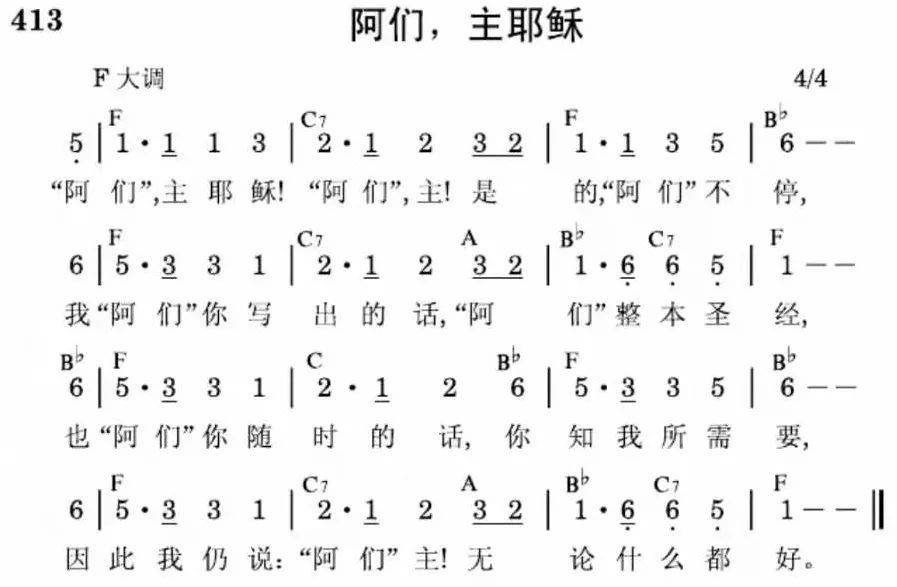 413 阿们，主耶稣
F 大调 4/4
F C7 F B♭
5 | 1 · 1 1 3 | 2 · 1 2 3 2 | 1 · 1 3 5 | 6 — —
“阿 们”,主 耶 稣! “阿 们”,主! 是 的,“阿 们”不 停,
F C7 A B♭ C7 F
6 | 5 · 3 3 1 | 2 · 1 2 3 2 | 1 · 6 6 5 | 1 — —
我 “阿 们”你 写 出 的 话,“阿 们”整 本 圣 经,
B♭ F C B♭ F B♭
6 | 5 · 3 3 1 | 2 · 1 2 6 | 5 · 3 3 5 | 6 — —
也 “阿 们”你 随 时 的 话, 你 知 我 所 需 要,
F C7 A B♭ C7 F
6 | 5 · 3 3 1 | 2 · 1 2 3 2 | 1 · 6 6 5 | 1 — — ‖
因 此 我 仍 说：“阿 们” 主! 无 论 什 么 都 好。